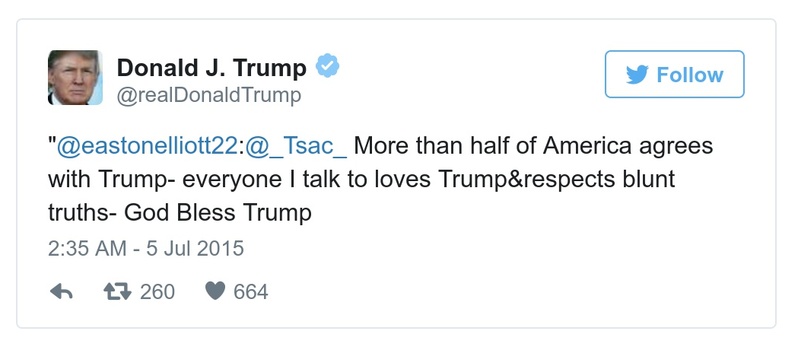 Donald J. Trump
@realDonaldTrump
Follow
"@eastonelliott22:@_Tsac_ More than half of America agrees
with Trump- everyone I talk to loves Trump&respects blunt
truths- God Bless Trump
2:35 AM - 5 Jul 2015
260 664